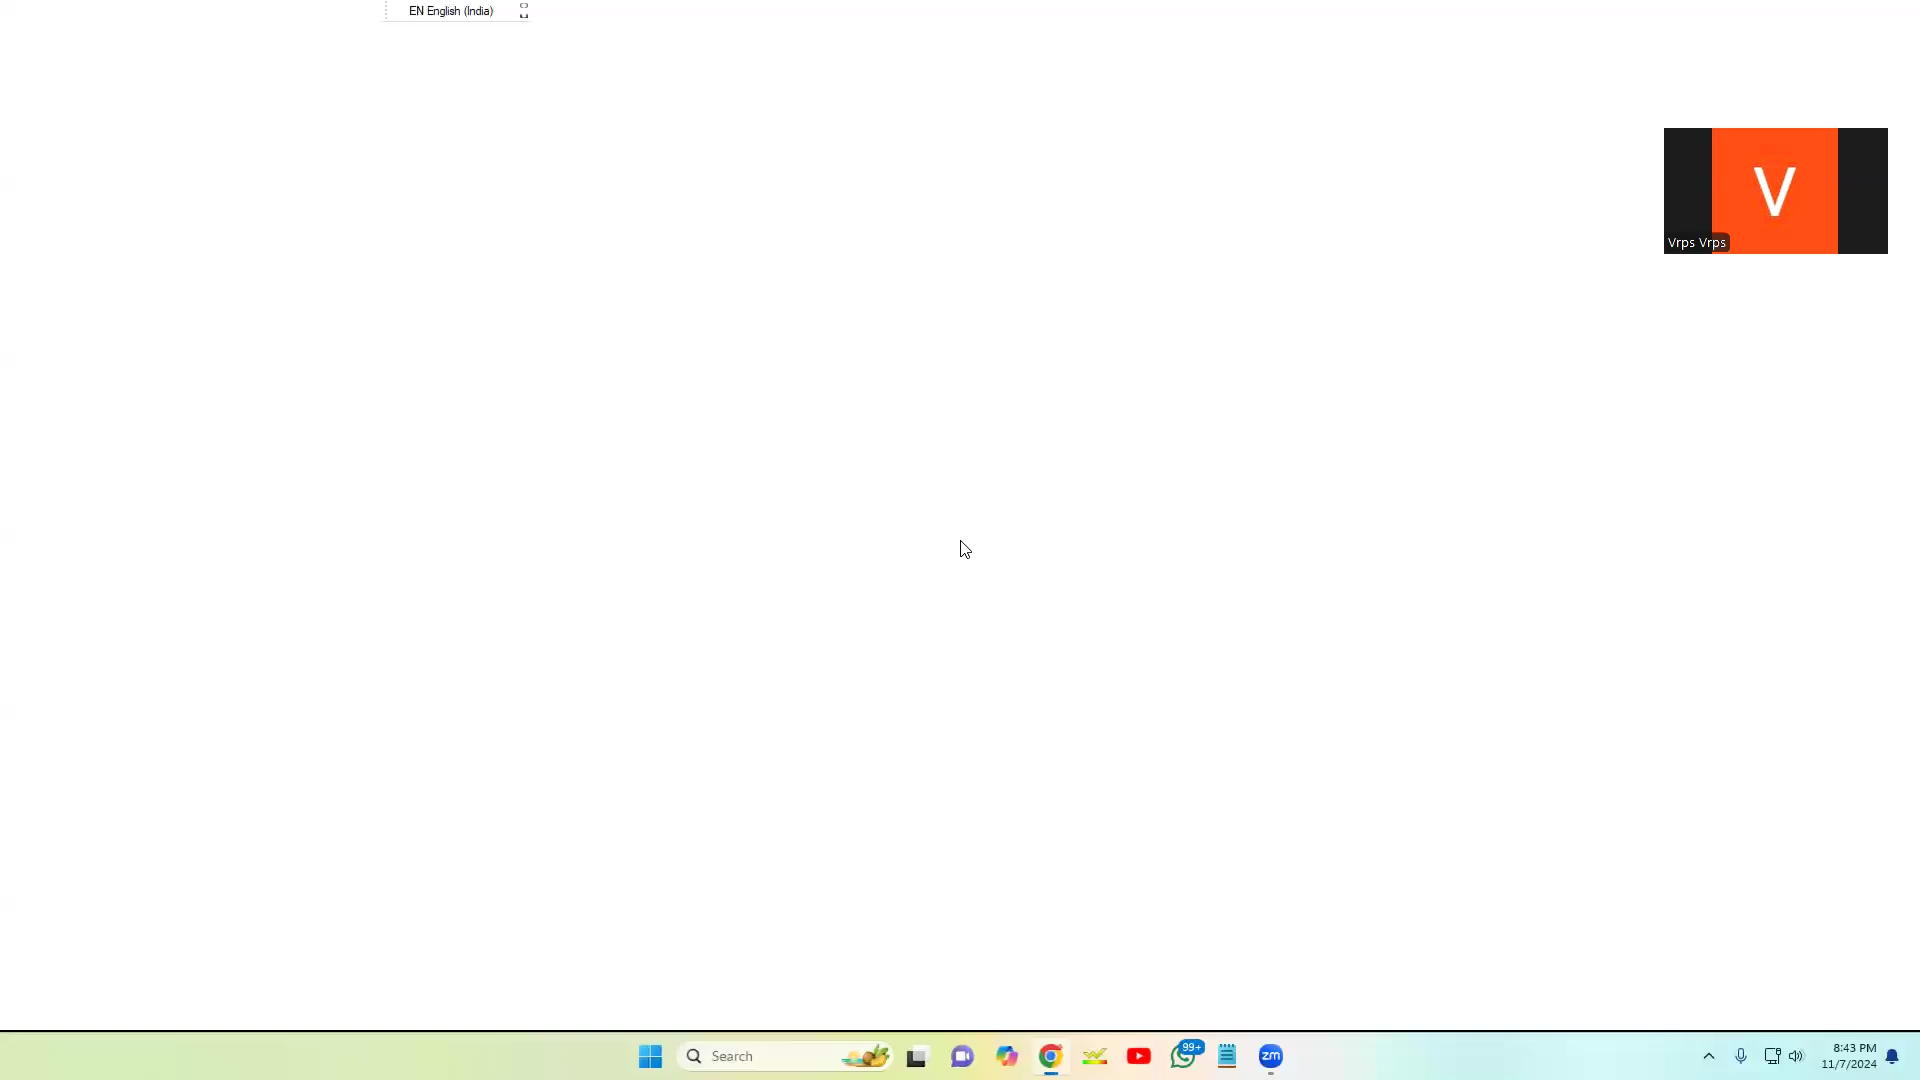 EN English (India)
V
Vrps Vrps
Search
99+
zm
8:43 PM
11/7/2024